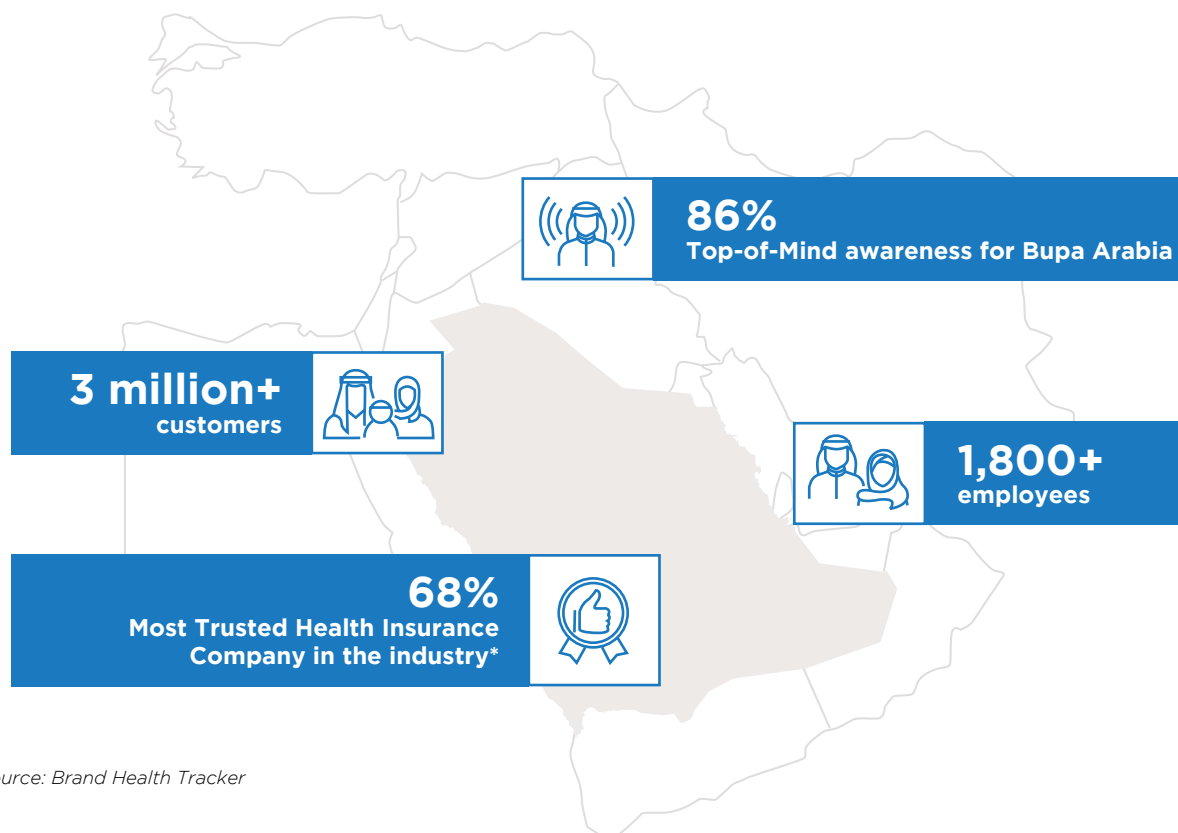 86%
Top-of-Mind awareness for Bupa Arabia
3 million+
customers
1,800+
employees
68%
Most Trusted Health Insurance
Company in the industry*
Brand Health Tracker